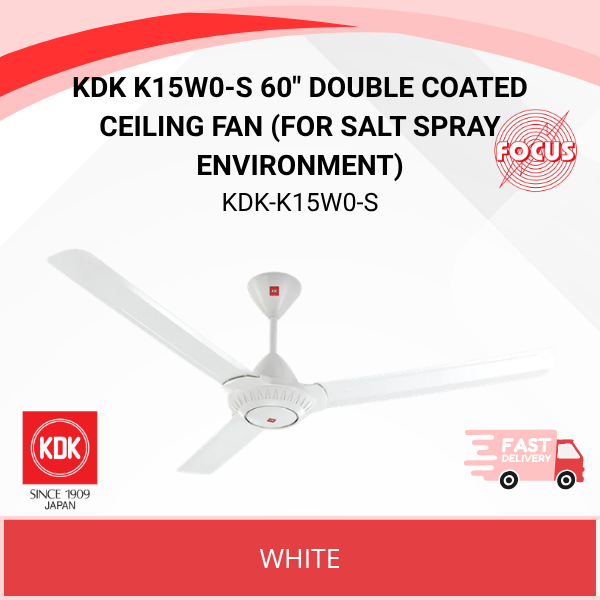 KDK K15W0-S 60" DOUBLE COATED
CEILING FAN (FOR SALT SPRAY
ENVIRONMENT)
FOCUS
KDK-K15W0-S
KDK
KDK
SINCE 1909
JAPAN
FAST
DELIVERY
WHITE